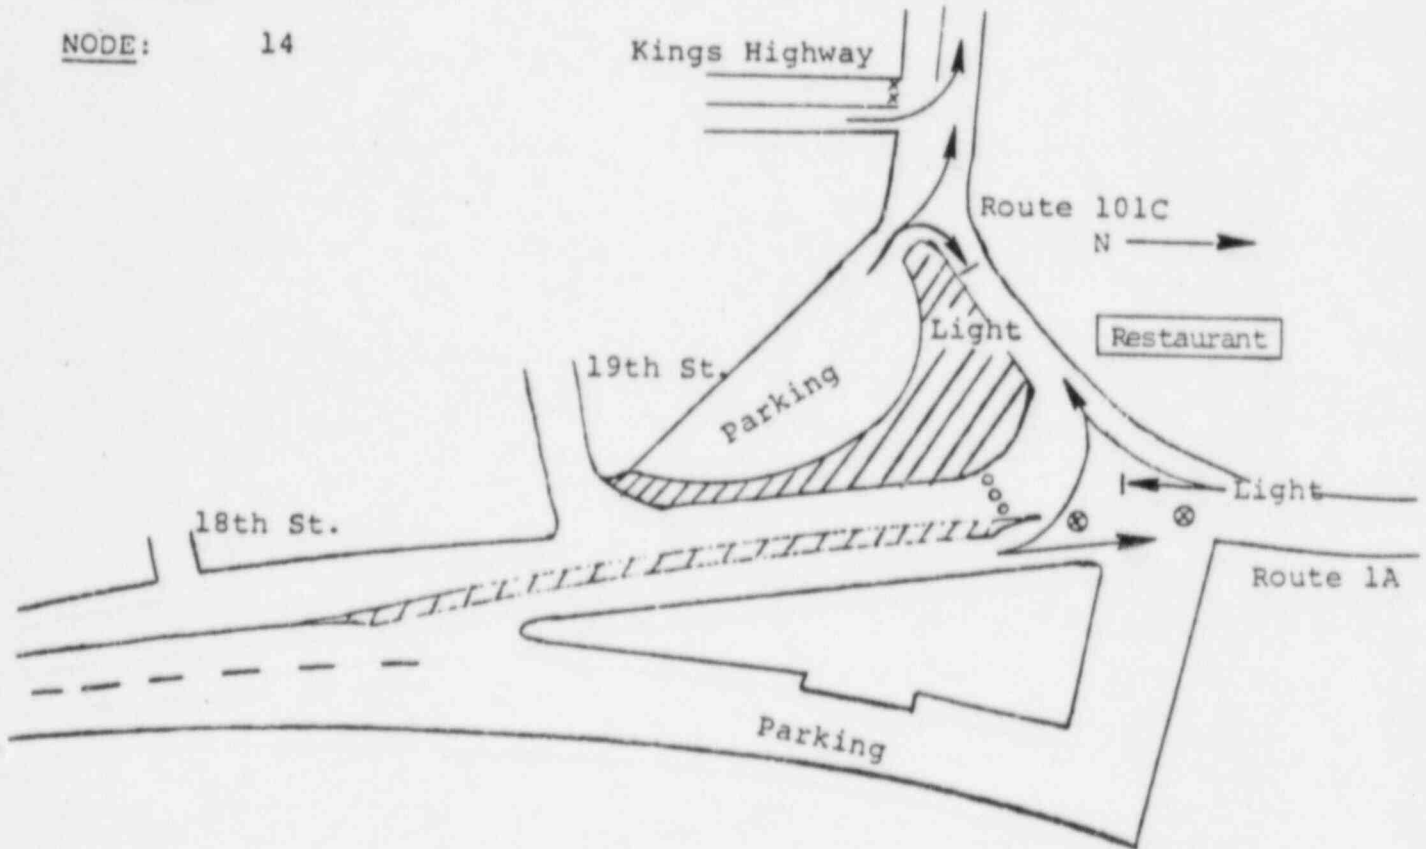 NODE: 14
Kings Highway
Route 101C
N
Light
Restaurant
19th St.
Parking
Light
18th St.
Route 1A
Parking